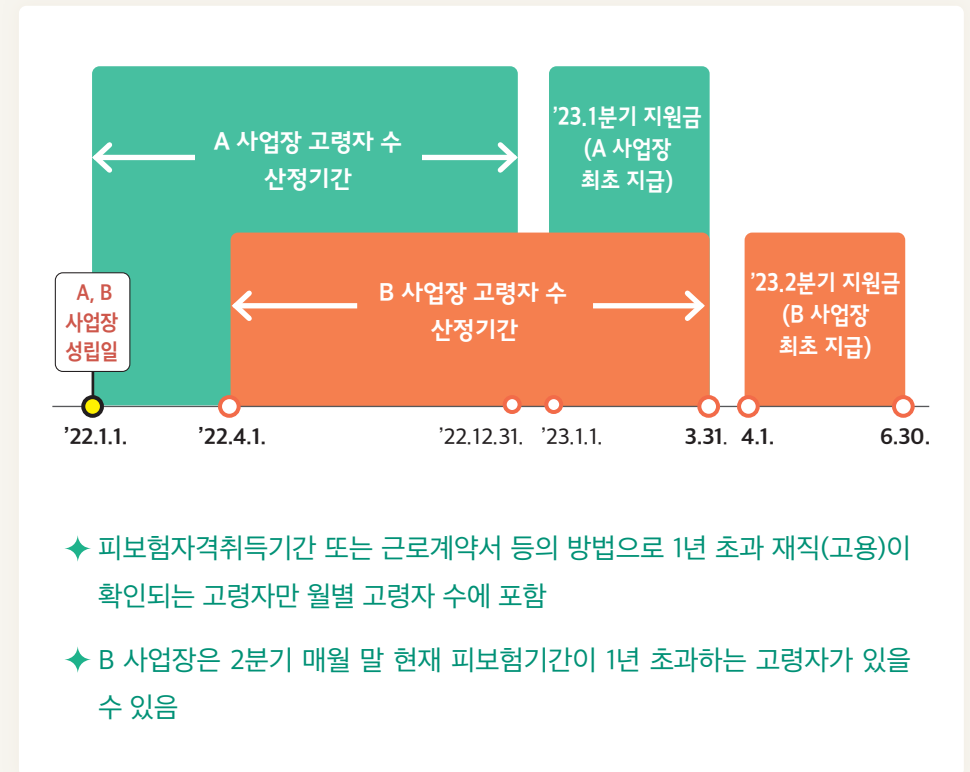 A 사업장 고령자 수
산정기간
’23.1분기 지원금
(A 사업장
최초 지급)
B 사업장 고령자 수
산정기간
’23.2분기 지원금
(B 사업장
최초 지급)
A, B
사업장
성립일
’22.1.1. ’22.4.1. ’22.12.31. ’23.1.1. 3.31. 4.1. 6.30.
✦ 피보험자격취득기간 또는 근로계약서 등의 방법으로 1년 초과 재직(고용)이
확인되는 고령자만 월별 고령자 수에 포함
✦ B 사업장은 2분기 매월 말 현재 피보험기간이 1년 초과하는 고령자가 있을
수 있음